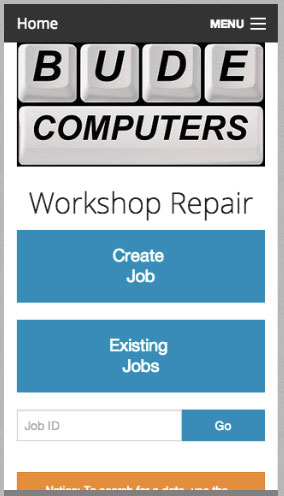 Home
MENU
BUDE
COMPUTERS
Workshop Repair
Create
Job
Existing
Jobs
Job ID
Go
Notice: To search for a date, use the